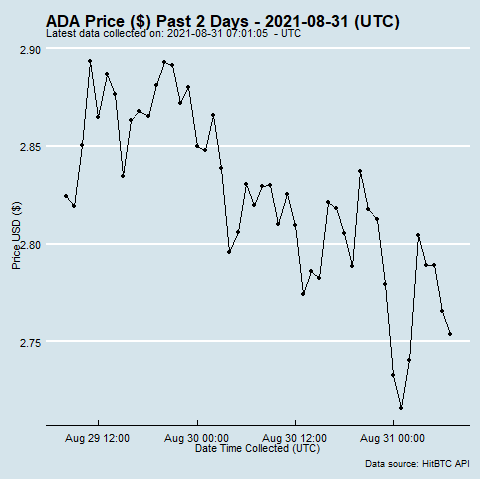 ADA Price ($) Past 2 Days - 2021-08-31 (UTC)
Latest data collected on: 2021-08-31 07:01:05 - UTC
2.90
2.85
2.80
2.75
Price USD ($)
Aug 29 12:00
Aug 30 00:00
Aug 30 12:00
Aug 31 00:00
Date Time Collected (UTC)
Data source: HitBTC API